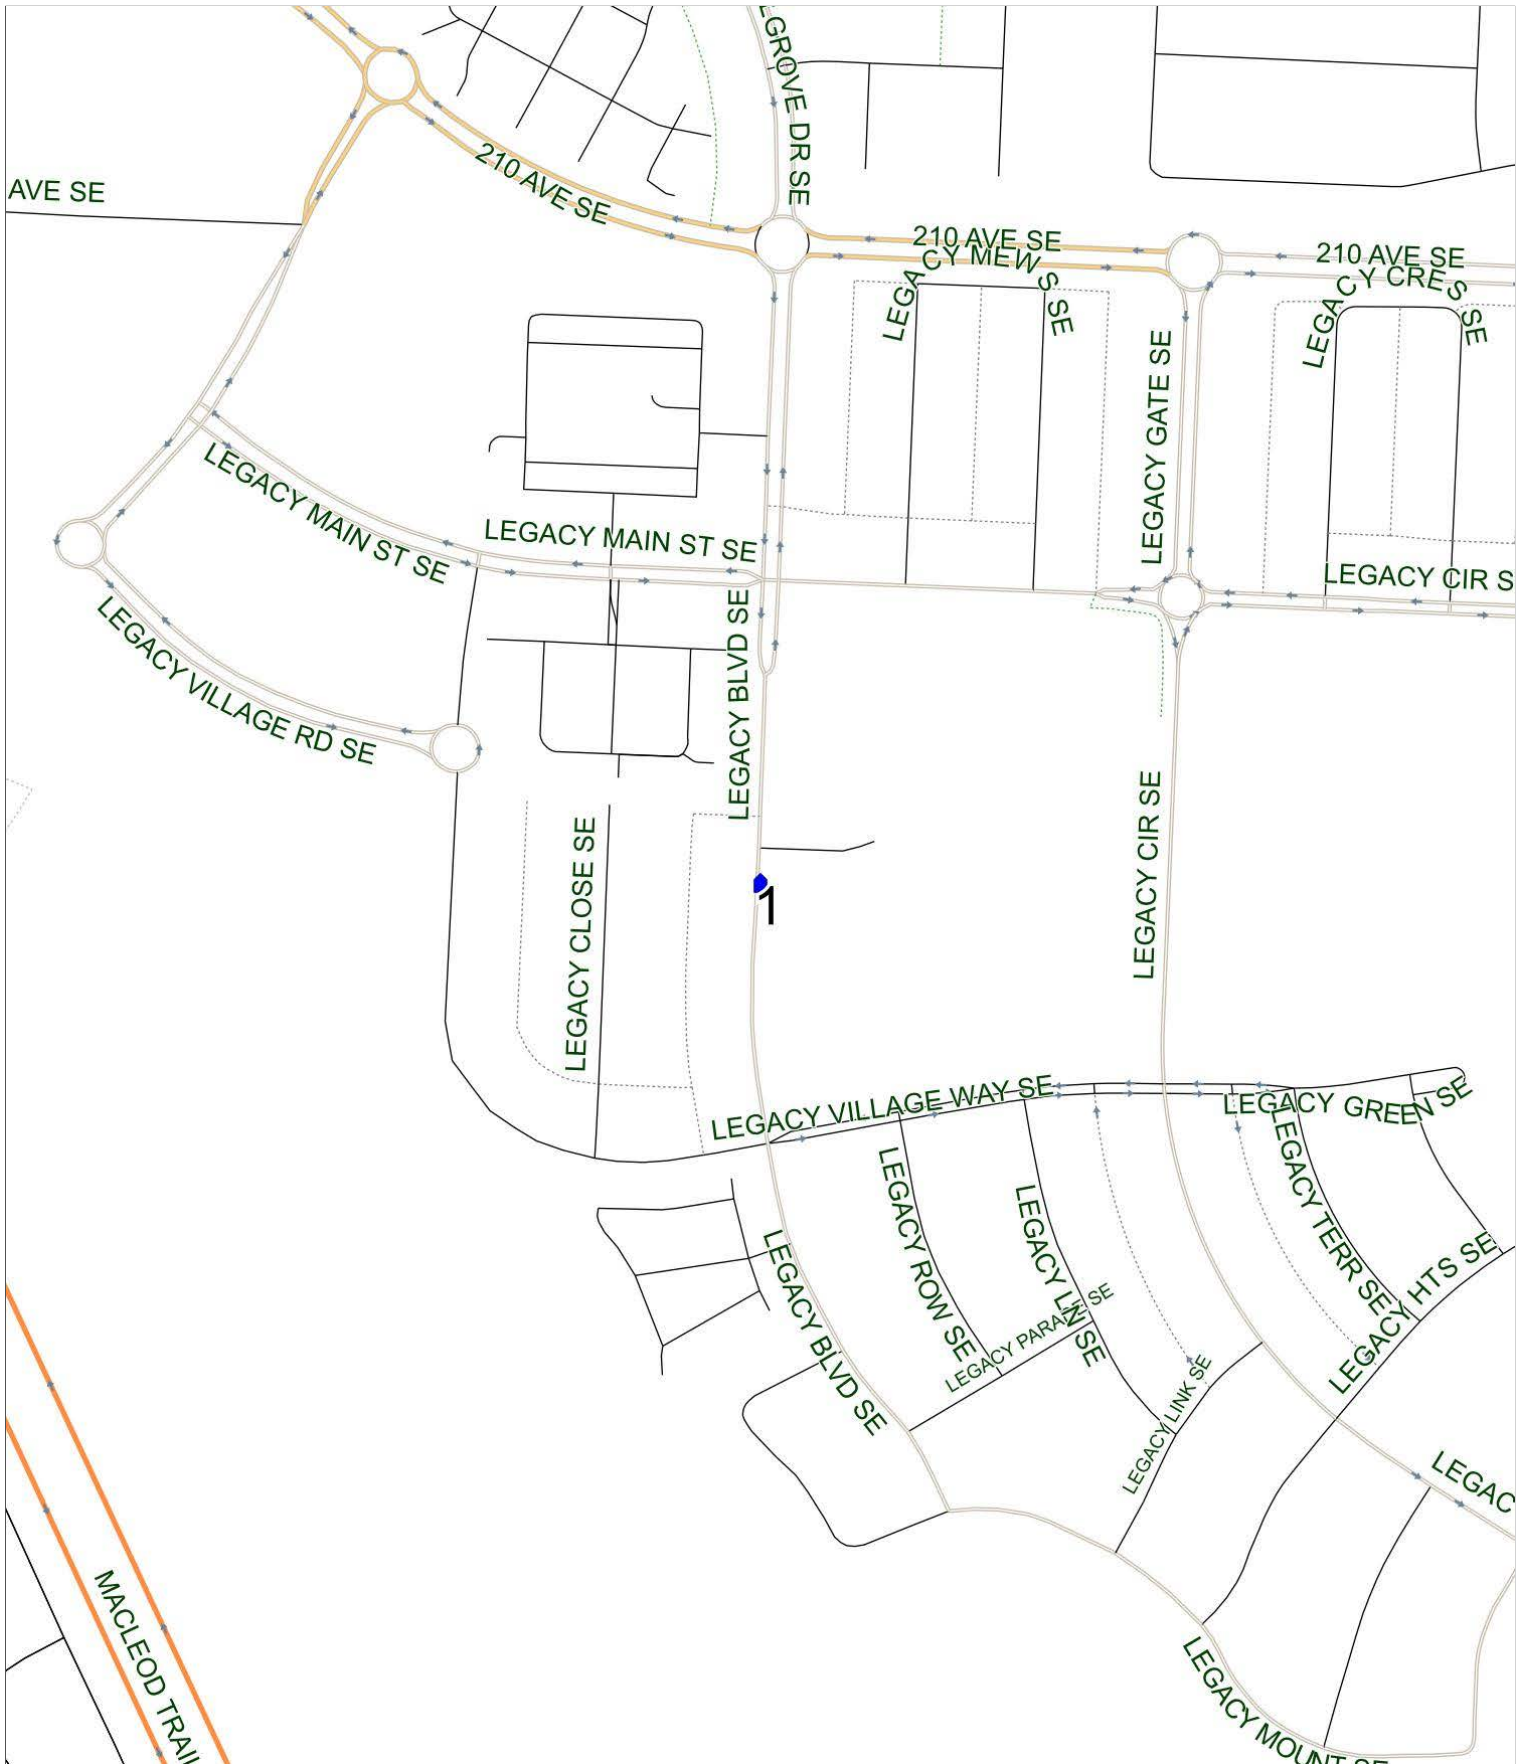 LGROVE DR SE
210 AVE SE
AVE SE
210 AVE SE
210 AVE SE
LEGACY MEWS SE
LEGACY CRES SE
LEGACY GATE SE
LEGACY MAIN ST SE
LEGACY MAIN ST SE
LEGACY CIR S
LEGACY VILLAGE RD SE
LEGACY BLVD SE
LEGACY CIR SE
LEGACY CLOSE SE
1
LEGACY VILLAGE WAY SE
LEGACY GREEN SE
LEGACY TERR SE
LEGACY ROW SE
LEGACY LN SE
LEGACY HTS SE
LEGACY BLVD SE
LEGACY LINK SE
LEGAC
MACLEOD TRAIL
LEGACY MOUNT SE